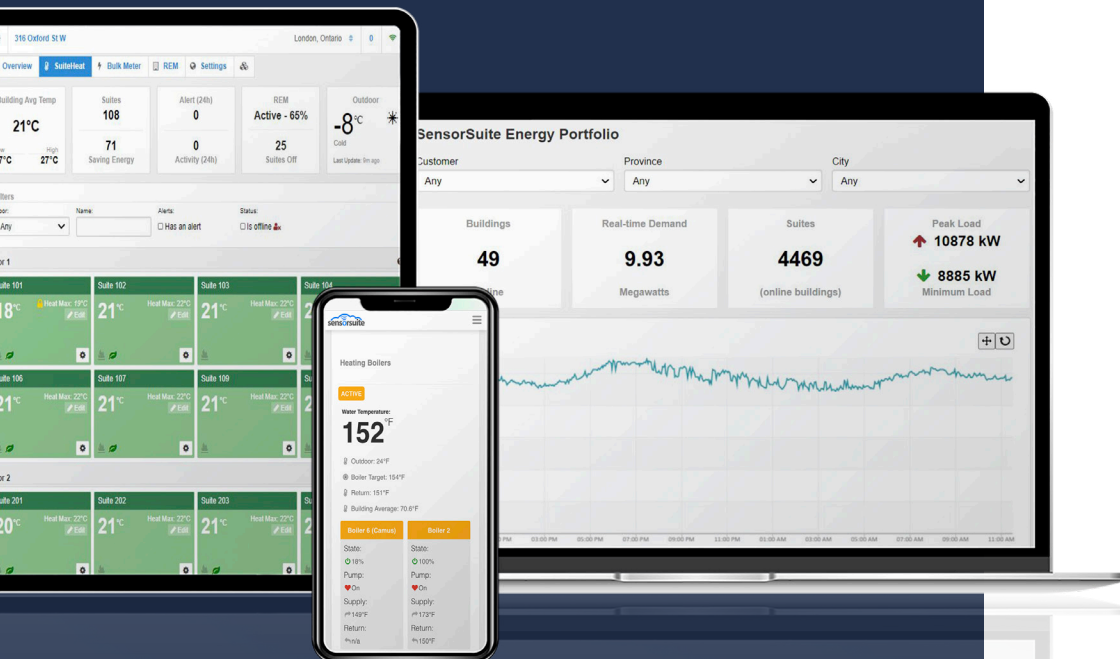 316 Oxford St W
London, Ontario
0
Overview
SuiteHeat
Bulk Meter
REM
Settings
Building Avg Temp
21°C
High
27°C
Suites
108
71
Saving Energy
Alert (24h)
0
0
Activity (24h)
REM
Active - 65%
25
Suites Off
Outdoor
-8°C
Cold
Last Update: 9m ago
Name:
Alerts:
Status:
Any
Has an alert
Is offline
Suite 102
Suite 103
Suite 104
Heat Max: 19°C
Edit
21°C
Heat Max: 22°C
Edit
21°C
Heat Max: 22°C
Edit
Suite 107
Suite 109
Heat Max: 22°C
Edit
21°C
Heat Max: 22°C
Edit
21°C
Heat Max: 22°C
Edit
Suite 202
Suite 203
Heat Max: 22°C
Edit
21°C
Heat Max: 22°C
Edit
21°C
Heat Max: 22°C
Edit
sensorsuite
Heating Boilers
ACTIVE
Water Temperature:
152°F
Outdoor: 24°F
Boiler Target: 154°F
Return: 151°F
Building Average: 70.6°F
Boiler 6 (Camus) Boiler 2
State: State:
18% 100%
Pump: Pump:
On On
Supply: Supply:
149°F 173°F
Return: Return:
n/a 150°F
SensorSuite Energy Portfolio
Customer Province City
Any Any Any
Buildings
49
Real-time Demand
9.93
Megawatts
Suites
4469
(online buildings)
Peak Load
10878 kW
8885 kW
Minimum Load
03:00 PM 05:00 PM 07:00 PM 09:00 PM 11:00 PM 01:00 AM 03:00 AM 05:00 AM 07:00 AM 09:00 AM 11:00 AM